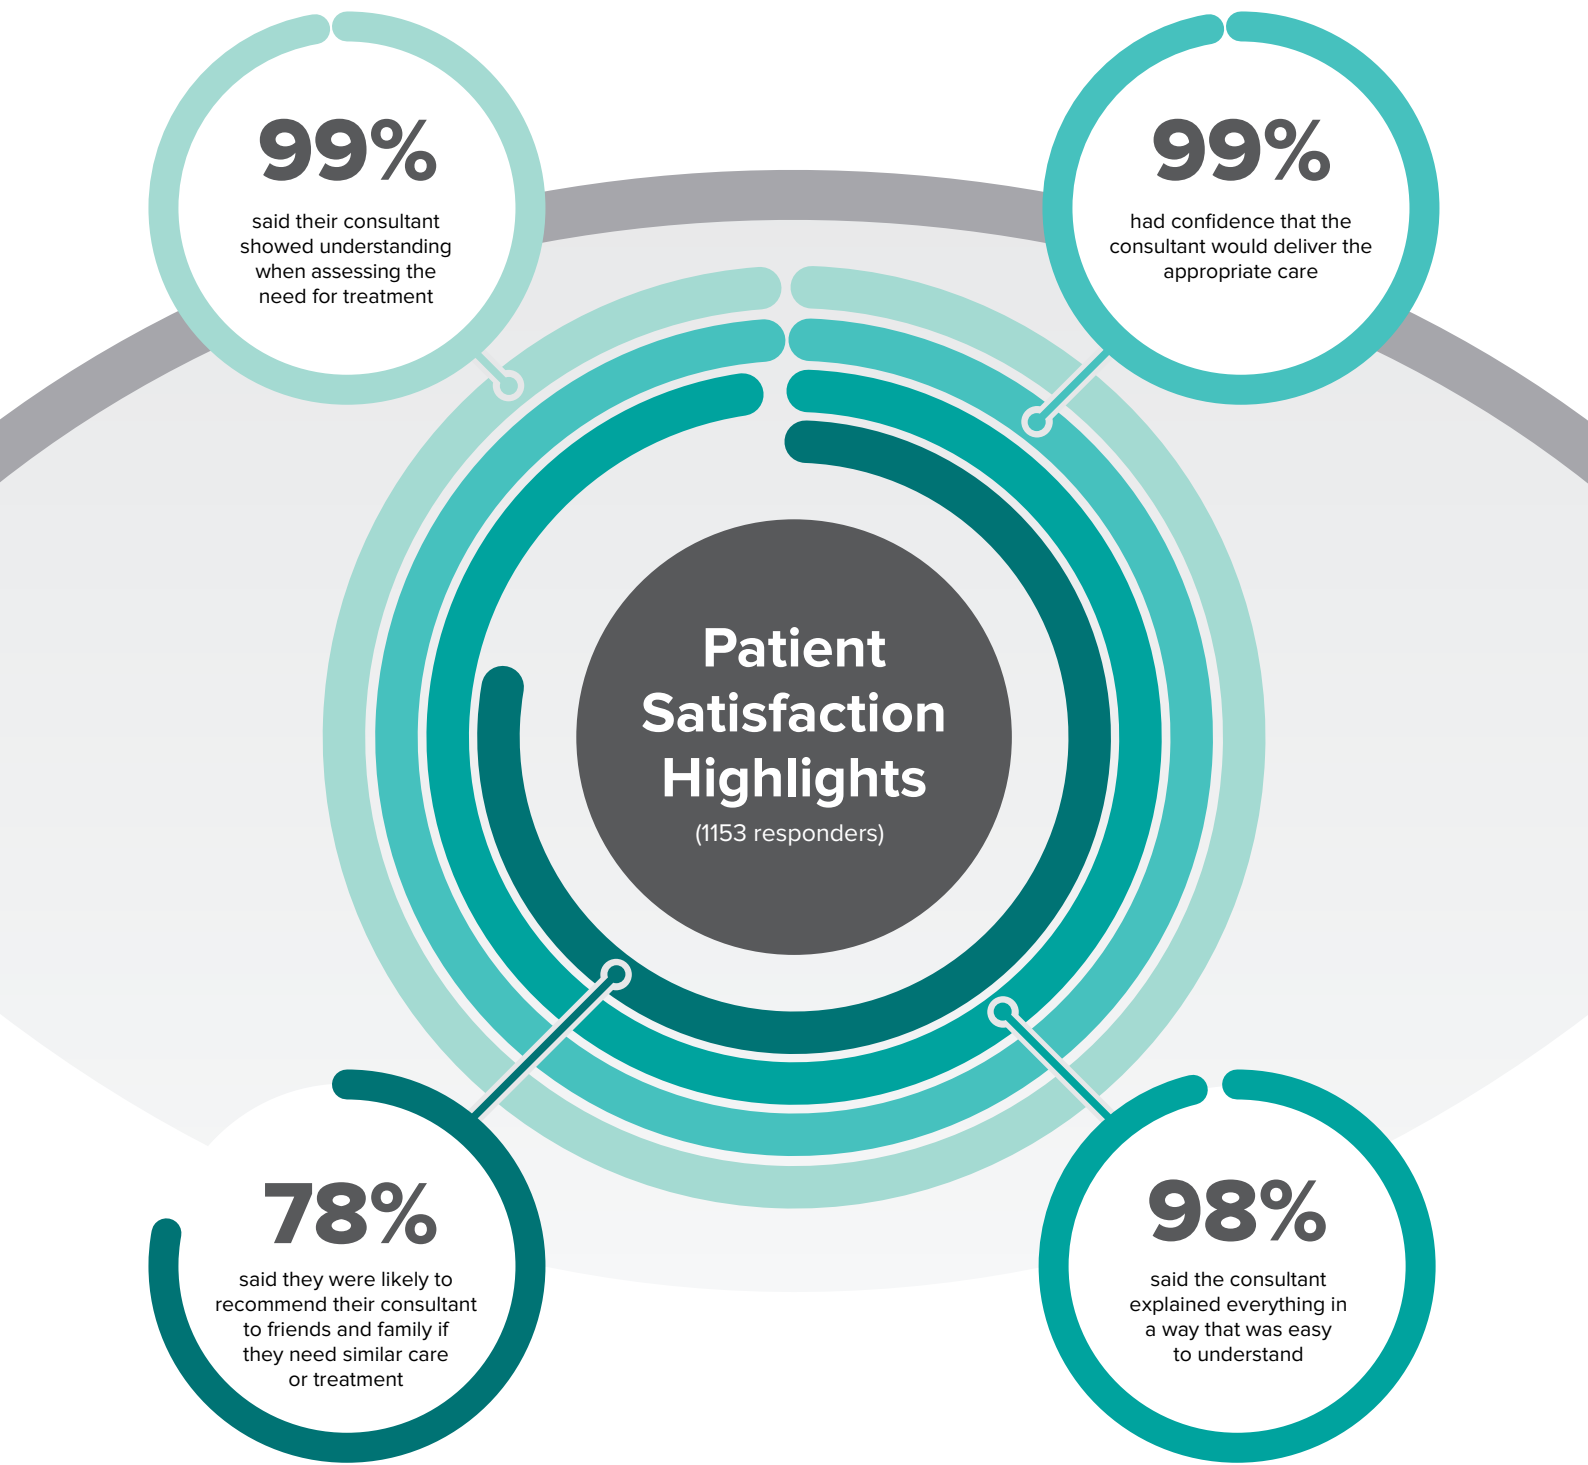 99%
said their consultant
showed understanding
when assessing the
need for treatment
99%
had confidence that the
consultant would deliver the
appropriate care
Patient
Satisfaction
Highlights
(1153 responders)
78%
said they were likely to
recommend their consultant
to friends and family if
they need similar care
or treatment
98%
said the consultant
explained everything in
a way that was easy
to understand